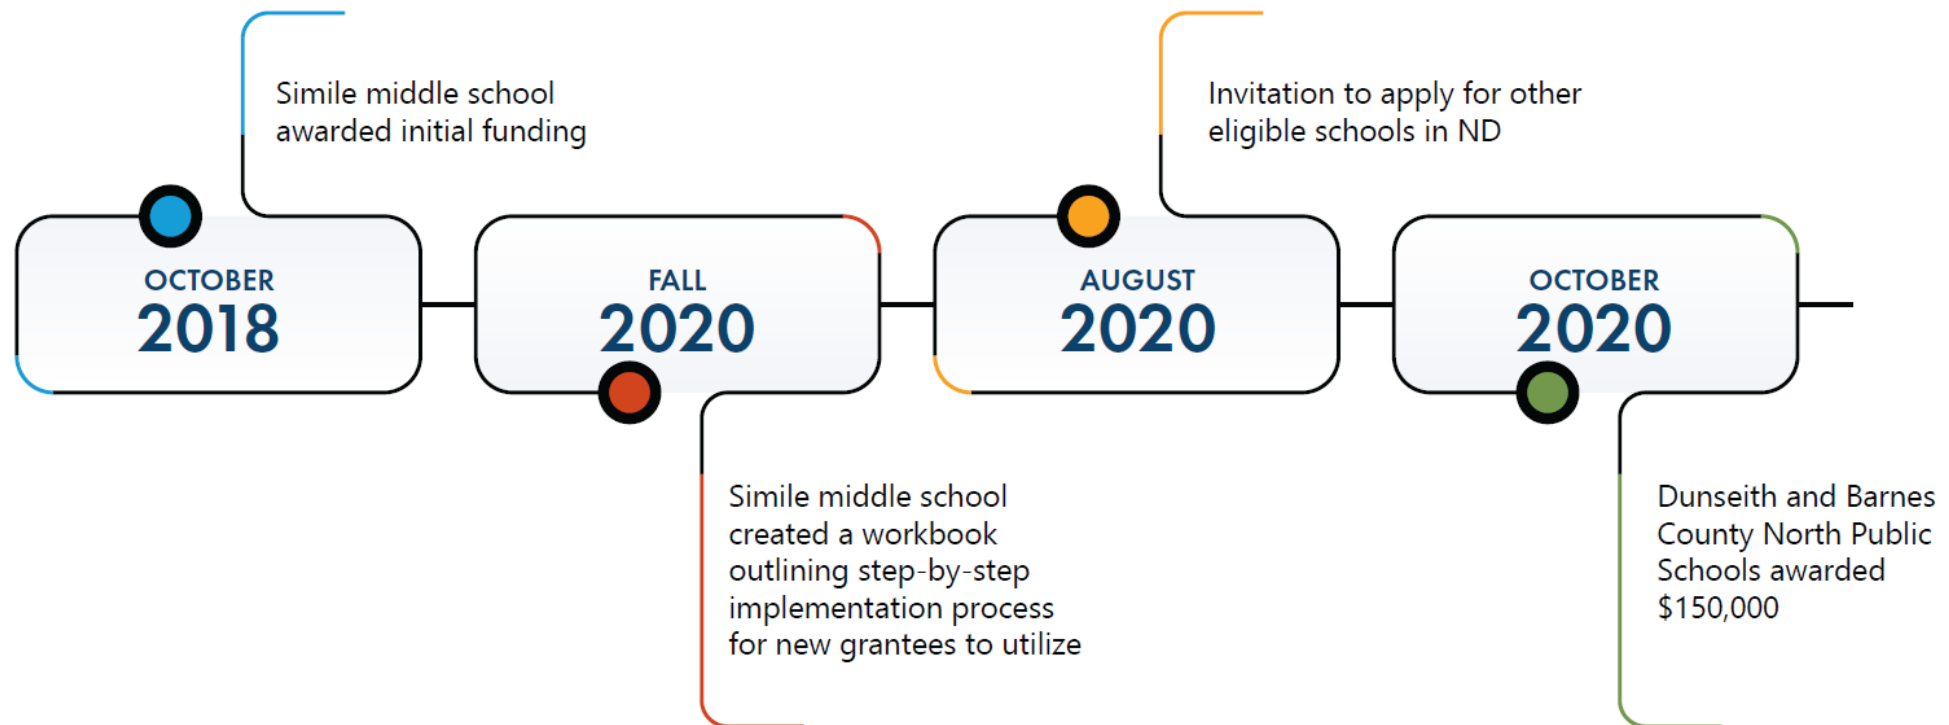 Simile middle school
awarded initial funding
Invitation to apply for other
eligible schools in ND
OCTOBER
2018
FALL
2020
AUGUST
2020
OCTOBER
2020
Simile middle school
created a workbook
outlining step-by-step
implementation process
for new grantees to utilize
Dunseith and Barnes
County North Public
Schools awarded
$150,000